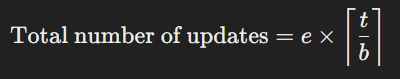 Total number of updates = e × ⌈t/b⌉